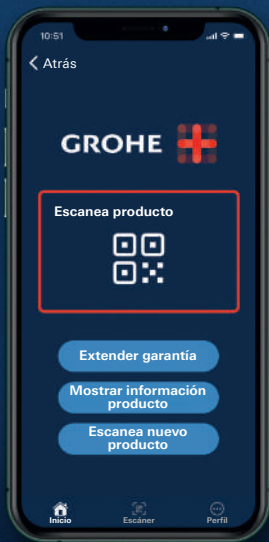 10:51
Atrás
GROHE
Escanea producto
Extender garantía
Mostrar información
producto
Escanea nuevo
producto
Inicio
Escáner
Perfil